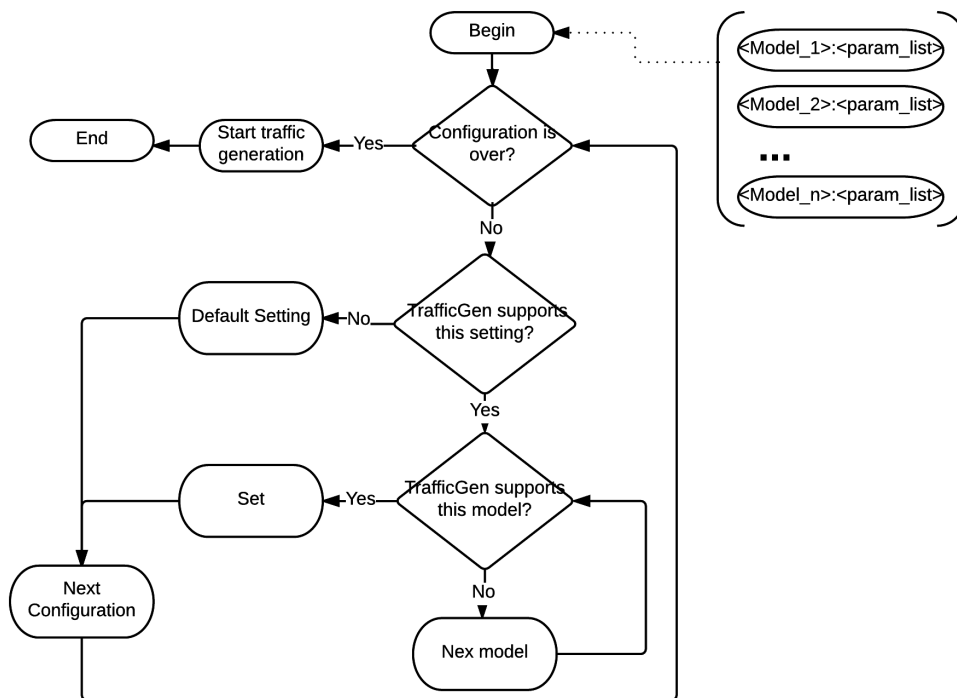 Begin
<Model_1>:<param_list>
<Model_2>:<param_list>
...
<Model_n>:<param_list>
End
Start traffic
generation
Yes
Configuration is
over?
No
Default Setting
No
TrafficGen supports
this setting?
Yes
Set
Yes
TrafficGen supports
this model?
No
Next
Configuration
Nex model